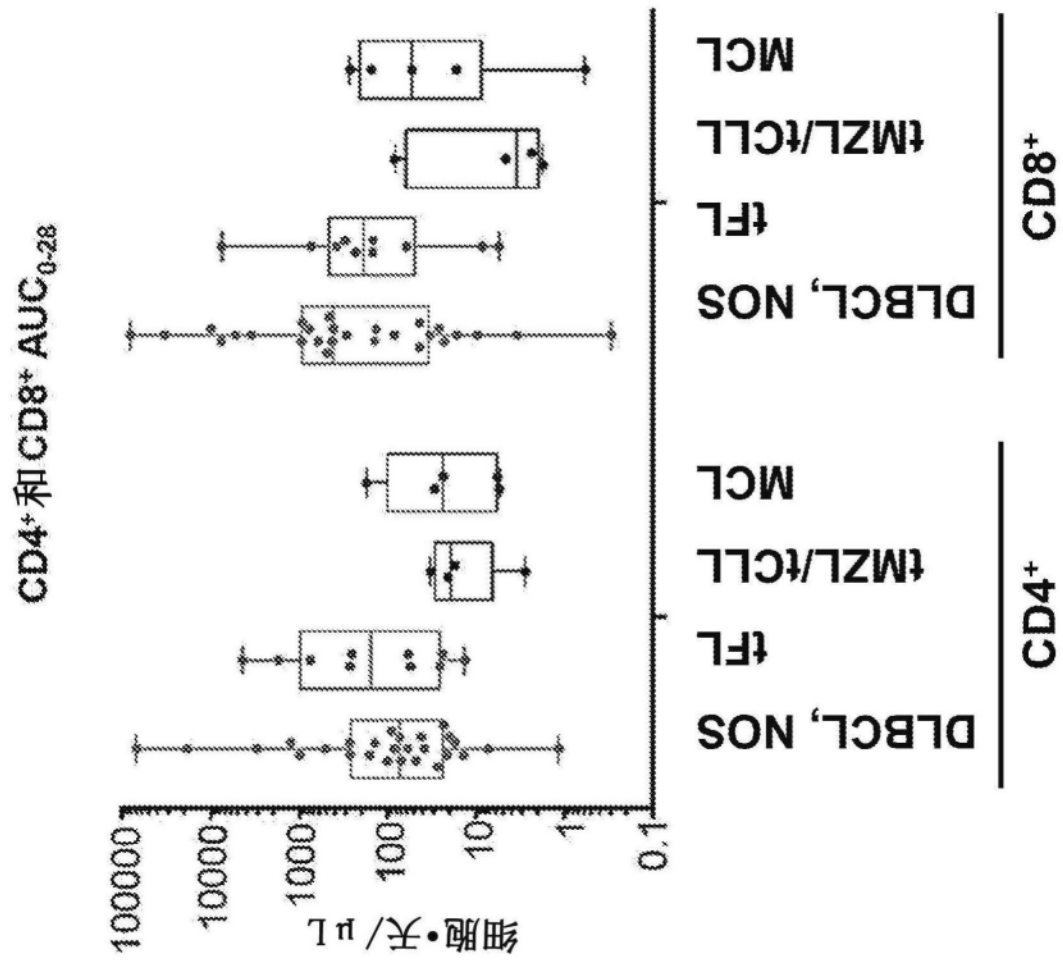 CD4⁺和CD8⁺ AUC₀₋₂₈
细胞•天/μL
100000
10000
1000
100
10
1
0.1
DLBCL, NOS
tFL
tMZL/tCLL
MCL
DLBCL, NOS
tFL
tMZL/tCLL
MCL
CD4⁺
CD8⁺